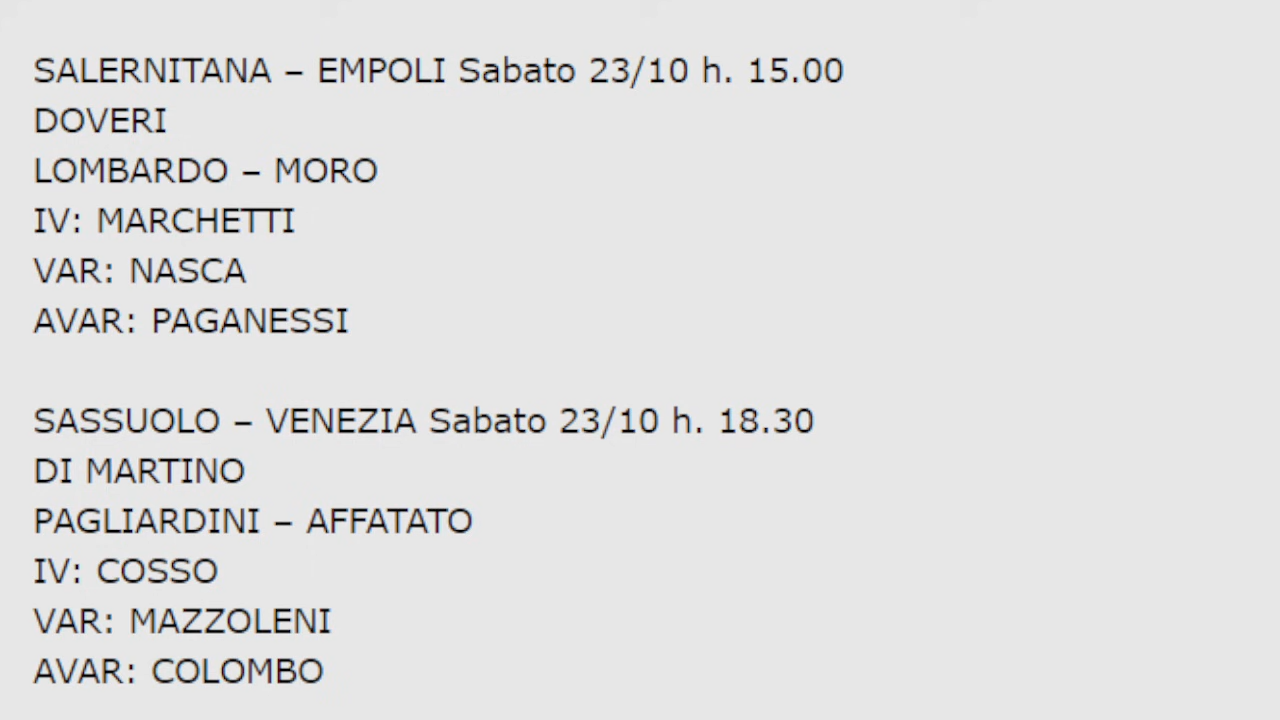 SALERNITANA – EMPOLI Sabato 23/10 h. 15.00
DOVERI
LOMBARDO – MORO
IV: MARCHETTI
VAR: NASCA
AVAR: PAGANESSI
SASSUOLO – VENEZIA Sabato 23/10 h. 18.30
DI MARTINO
PAGLIARDINI – AFFATATO
IV: COSSO
VAR: MAZZOLENI
AVAR: COLOMBO